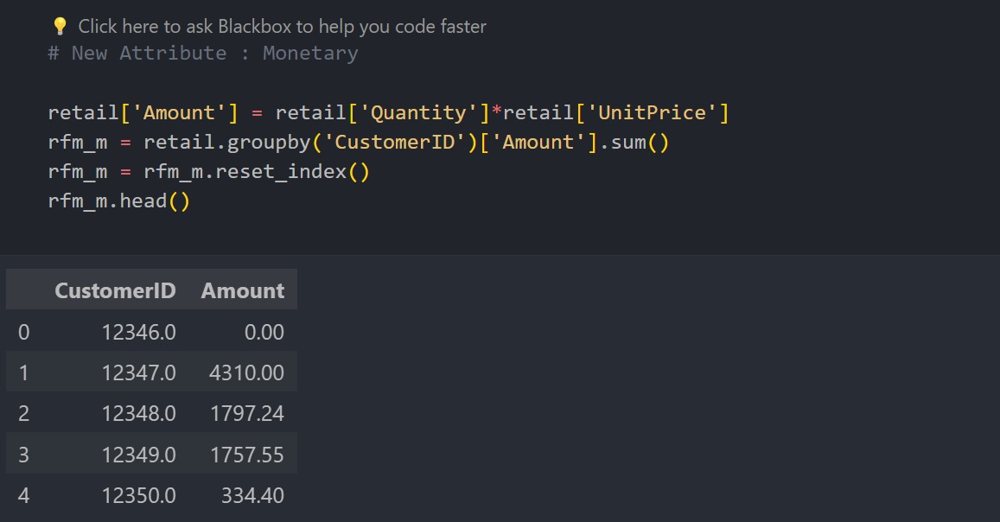 💡 Click here to ask Blackbox to help you code faster
# New Attribute : Monetary
retail['Amount'] = retail['Quantity']*retail['UnitPrice']
rfm_m = retail.groupby('CustomerID')['Amount'].sum()
rfm_m = rfm_m.reset_index()
rfm_m.head()
CustomerID Amount
0 12346.0 0.00
1 12347.0 4310.00
2 12348.0 1797.24
3 12349.0 1757.55
4 12350.0 334.40